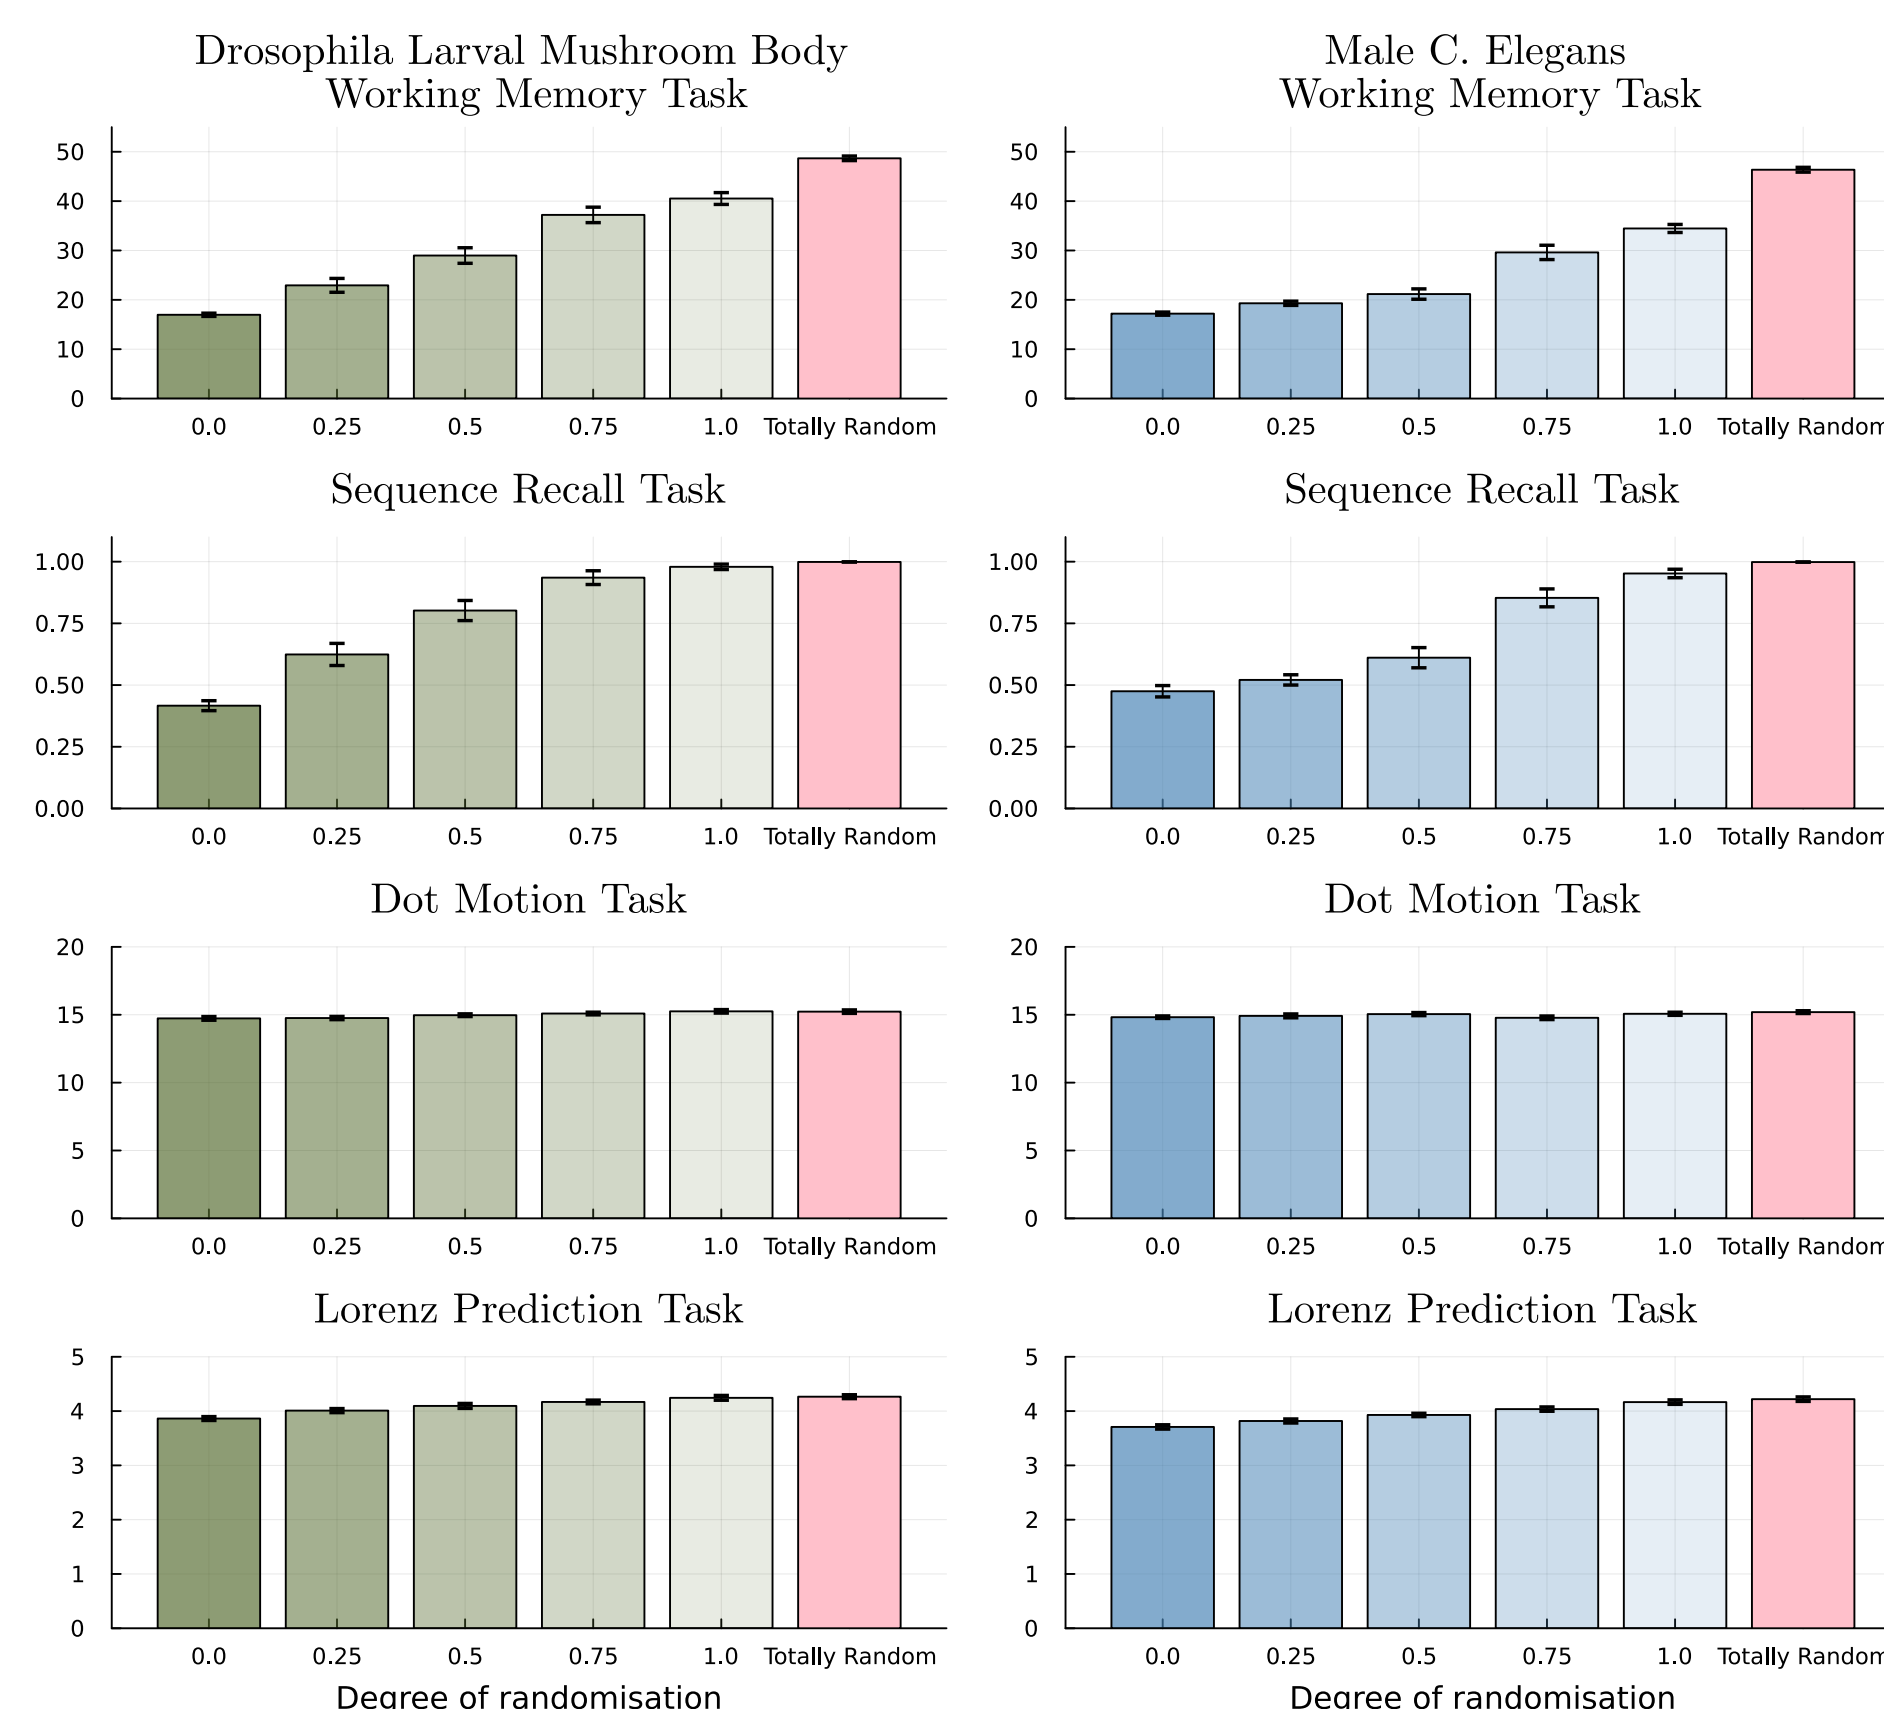 Drosophila Larval Mushroom Body
Working Memory Task
50
40
30
20
10
0
0.0 0.25 0.5 0.75 1.0 Totally Random
Male C. Elegans
Working Memory Task
50
40
30
20
10
0
0.0 0.25 0.5 0.75 1.0 Totally Random
Sequence Recall Task
1.00
0.75
0.50
0.25
0.00
0.0 0.25 0.5 0.75 1.0 Totally Random
Sequence Recall Task
1.00
0.75
0.50
0.25
0.00
0.0 0.25 0.5 0.75 1.0 Totally Random
Dot Motion Task
20
15
10
5
0
0.0 0.25 0.5 0.75 1.0 Totally Random
Dot Motion Task
20
15
10
5
0
0.0 0.25 0.5 0.75 1.0 Totally Random
Lorenz Prediction Task
5
4
3
2
1
0
0.0 0.25 0.5 0.75 1.0 Totally Random
Degree of randomisation
Lorenz Prediction Task
5
4
3
2
1
0
0.0 0.25 0.5 0.75 1.0 Totally Random
Degree of randomisation